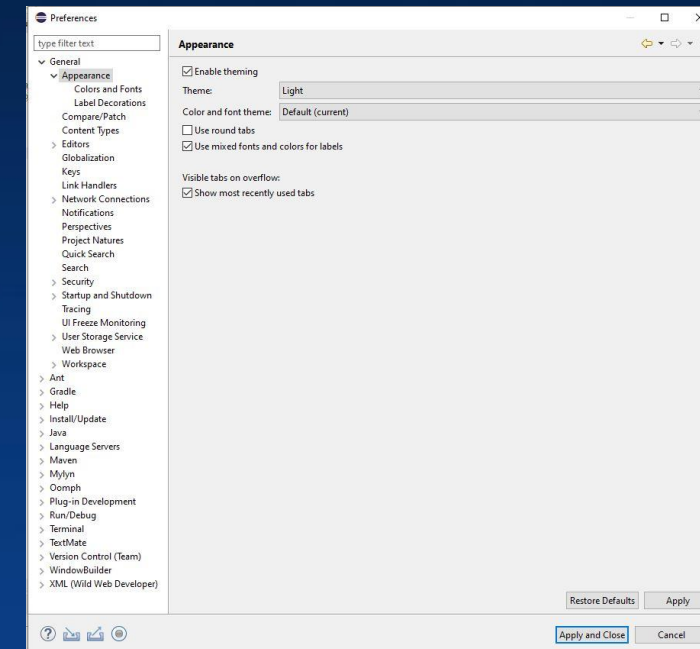 Preferences
type filter text
General
Appearance
Colors and Fonts
Label Decorations
Compare/Patch
Content Types
Editors
Globalization
Keys
Link Handlers
Network Connections
Notifications
Perspectives
Project Natures
Quick Search
Search
Security
Startup and Shutdown
Tracing
UI Freeze Monitoring
User Storage Service
Web Browser
Workspace
Ant
Gradle
Help
Install/Update
Java
Language Servers
Maven
Mylyn
Oomph
Plug-in Development
Run/Debug
Terminal
TextMate
Version Control (Team)
WindowBuilder
XML (Wild Web Developer)
Appearance
Enable theming
Theme: Light
Color and font theme: Default (current)
Use round tabs
Use mixed fonts and colors for labels
Visible tabs on overflow:
Show most recently used tabs
Restore Defaults Apply
Apply and Close Cancel